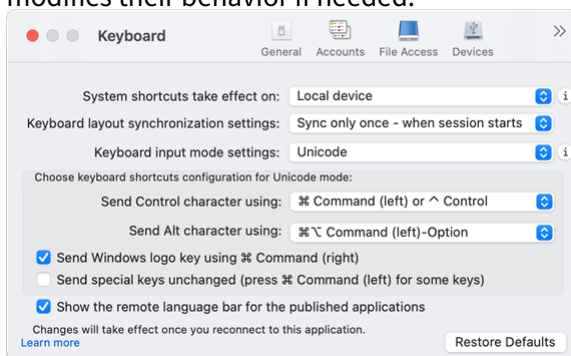 modifies their behavior if needed.
Keyboard
General Accounts File Access Devices
System shortcuts take effect on: Local device
Keyboard layout synchronization settings: Sync only once - when session starts
Keyboard input mode settings: Unicode
Choose keyboard shortcuts configuration for Unicode mode:
Send Control character using: ⌘ Command (left) or ^ Control
Send Alt character using: ⌘⌥ Command (left)-Option
Send Windows logo key using ⌘ Command (right)
Send special keys unchanged (press ⌘ Command (left) for some keys)
Show the remote language bar for the published applications
Changes will take effect once you reconnect to this application.
Learn more
Restore Defaults